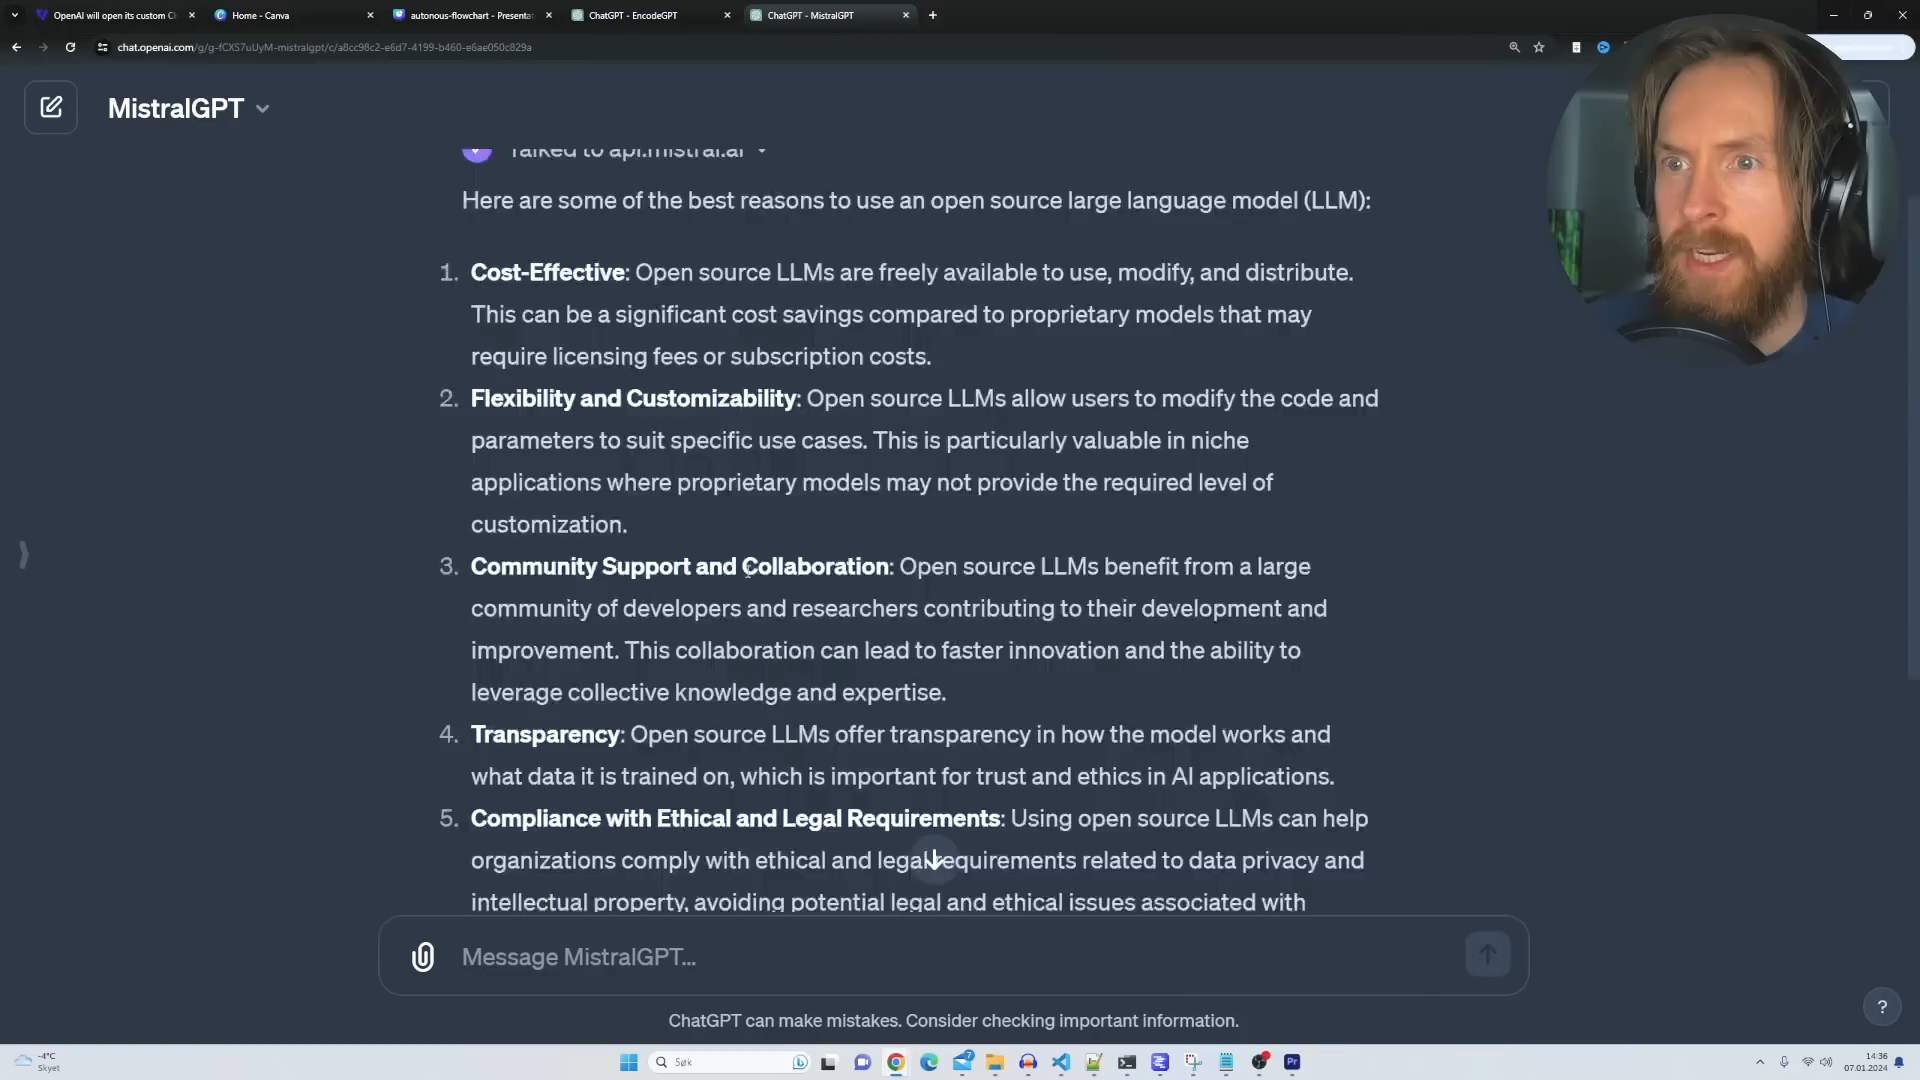 OpenAI will open its custom C
Home - Canva
autonous-flowchart - Presenta
ChatGPT - EncodeGPT
ChatGPT - MistralGPT
chat.openai.com/g/g-fCXS7uUyM-mistralgpt/c/a8cc98c2-e6d7-4199-b460-e6ae050c829a
MistralGPT
Talked to api.mistral.ai
Here are some of the best reasons to use an open source large language model (LLM):
1. Cost-Effective: Open source LLMs are freely available to use, modify, and distribute.
This can be a significant cost savings compared to proprietary models that may
require licensing fees or subscription costs.
2. Flexibility and Customizability: Open source LLMs allow users to modify the code and
parameters to suit specific use cases. This is particularly valuable in niche
applications where proprietary models may not provide the required level of
customization.
3. Community Support and Collaboration: Open source LLMs benefit from a large
community of developers and researchers contributing to their development and
improvement. This collaboration can lead to faster innovation and the ability to
leverage collective knowledge and expertise.
4. Transparency: Open source LLMs offer transparency in how the model works and
what data it is trained on, which is important for trust and ethics in AI applications.
5. Compliance with Ethical and Legal Requirements: Using open source LLMs can help
organizations comply with ethical and legal requirements related to data privacy and
intellectual property, avoiding potential legal and ethical issues associated with
Message MistralGPT...
ChatGPT can make mistakes. Consider checking important information.
?
-4°C
Skyet
Søk
7
Pr
14:36
07.01.2024